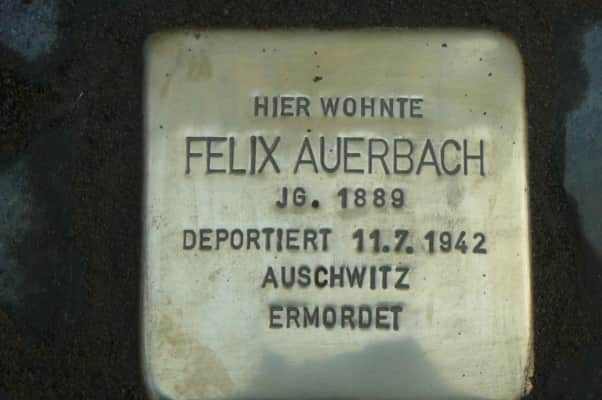 HIER WOHNTE
FELIX AUERBACH
JG. 1889
DEPORTIERT 11.7.1942
AUSCHWITZ
ERMORDET